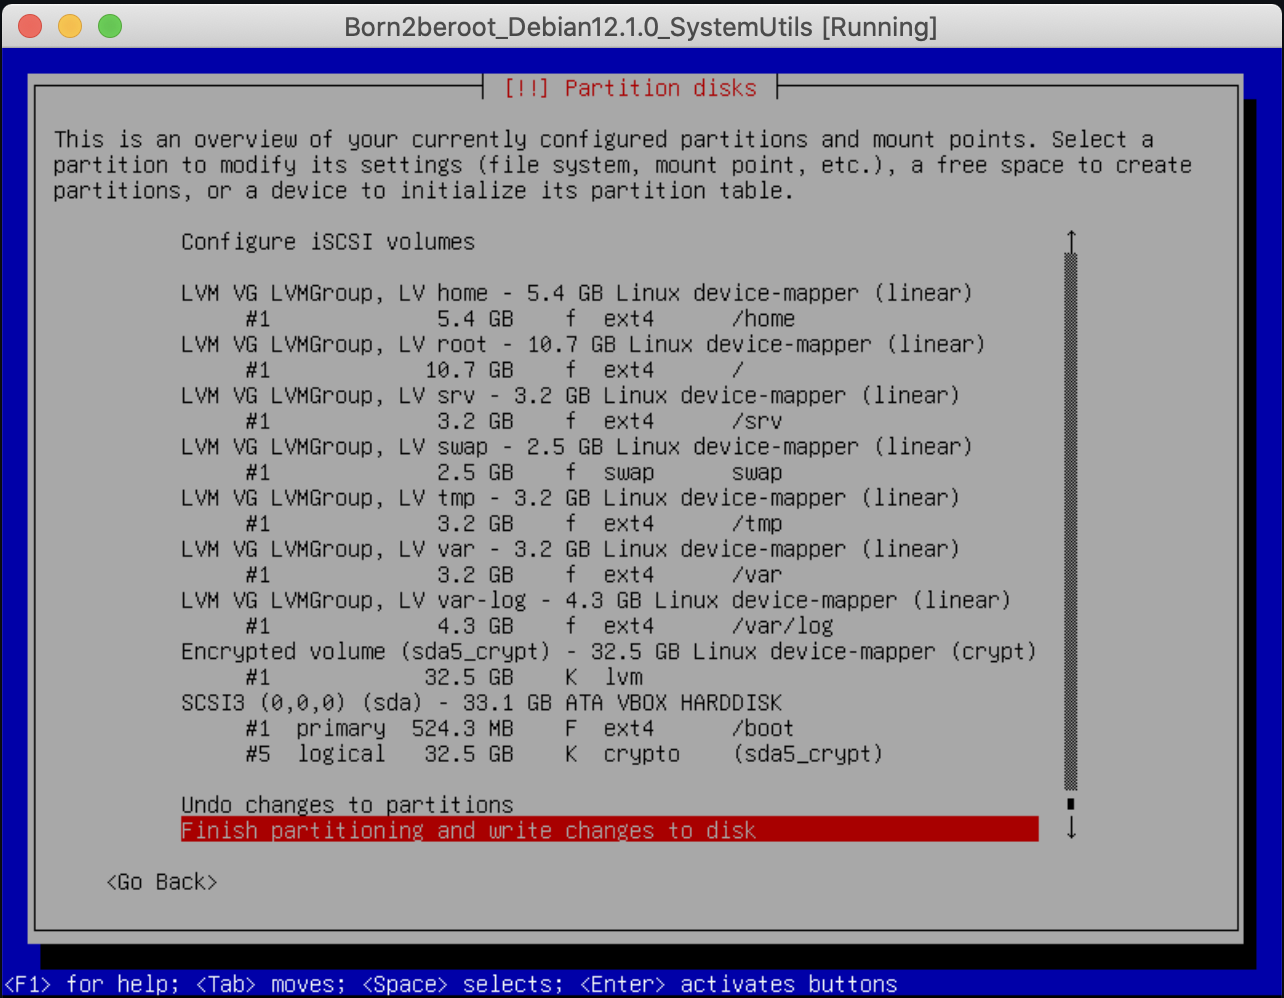 Born2beroot_Debian12.1.0_SystemUtils [Running]
[!!] Partition disks
This is an overview of your currently configured partitions and mount points. Select a
partition to modify its settings (file system, mount point, etc.), a free space to create
partitions, or a device to initialize its partition table.
Configure iSCSI volumes
LVM VG LVMGroup, LV home - 5.4 GB Linux device-mapper (linear)
#1 5.4 GB f ext4 /home
LVM VG LVMGroup, LV root - 10.7 GB Linux device-mapper (linear)
#1 10.7 GB f ext4 /
LVM VG LVMGroup, LV srv - 3.2 GB Linux device-mapper (linear)
#1 3.2 GB f ext4 /srv
LVM VG LVMGroup, LV swap - 2.5 GB Linux device-mapper (linear)
#1 2.5 GB f swap swap
LVM VG LVMGroup, LV tmp - 3.2 GB Linux device-mapper (linear)
#1 3.2 GB f ext4 /tmp
LVM VG LVMGroup, LV var - 3.2 GB Linux device-mapper (linear)
#1 3.2 GB f ext4 /var
LVM VG LVMGroup, LV var-log - 4.3 GB Linux device-mapper (linear)
#1 4.3 GB f ext4 /var/log
Encrypted volume (sda5_crypt) - 32.5 GB Linux device-mapper (crypt)
#1 32.5 GB K lvm
SCSI3 (0,0,0) (sda) - 33.1 GB ATA VBOX HARDDISK
#1 primary 524.3 MB F ext4 /boot
#5 logical 32.5 GB K crypto (sda5_crypt)
Undo changes to partitions
Finish partitioning and write changes to disk
<Go Back>
<F1> for help; <Tab> moves; <Space> selects; <Enter> activates buttons